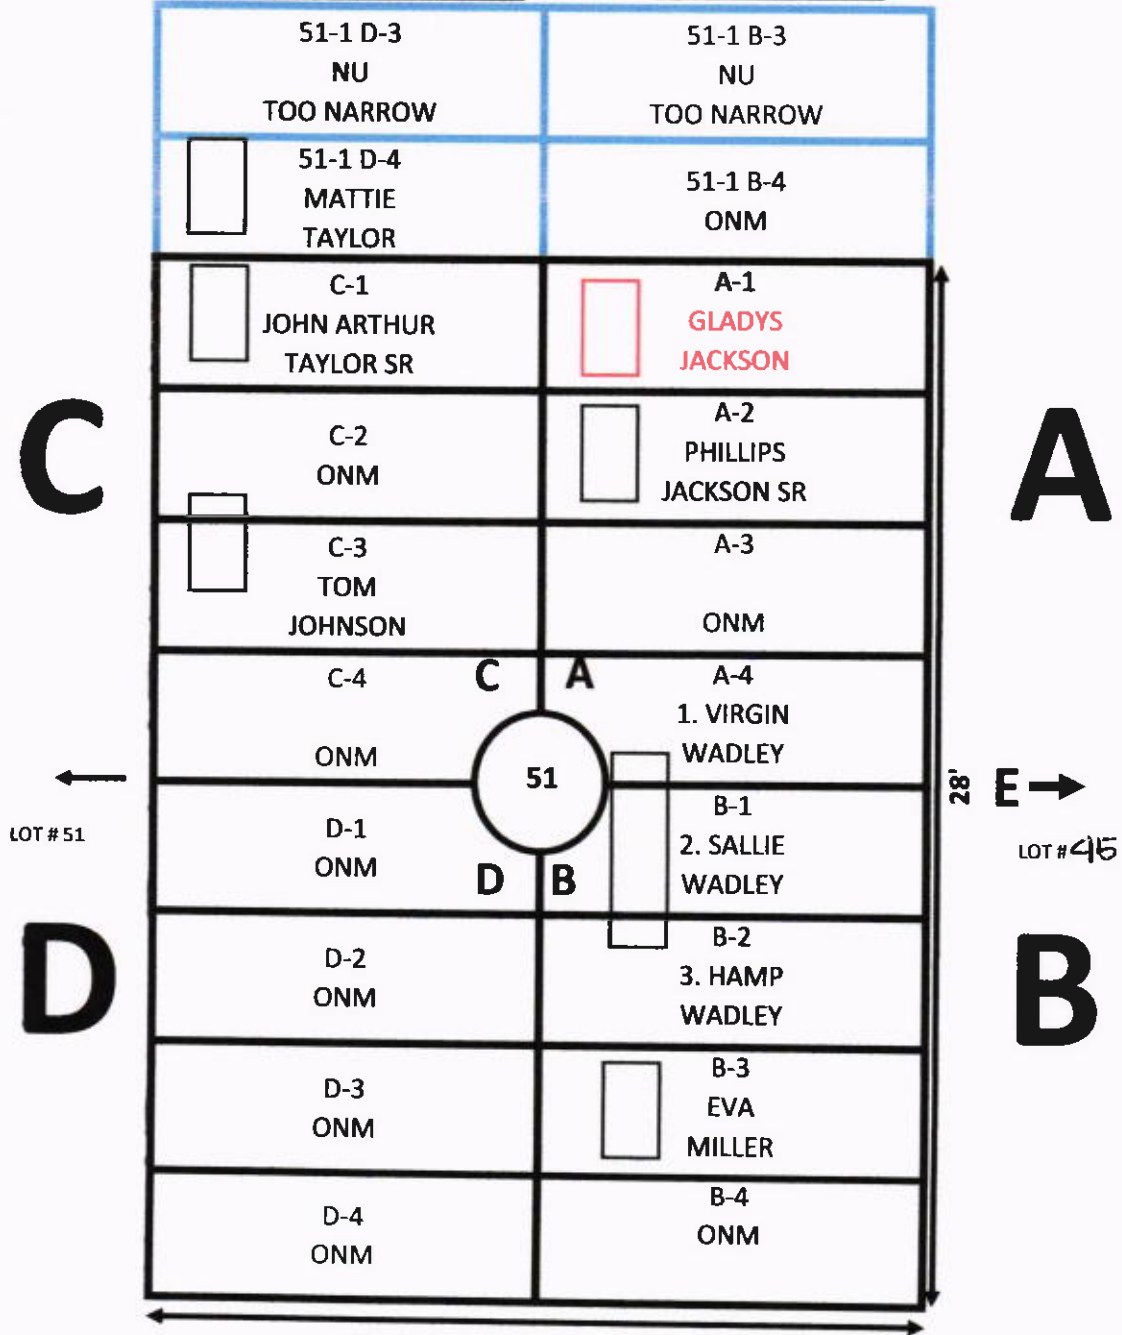 51-1 D-3
NU
TOO NARROW
51-1 B-3
NU
TOO NARROW
51-1 D-4
MATTIE
TAYLOR
51-1 B-4
ONM
C-1
JOHN ARTHUR
TAYLOR SR
A-1
GLADYS
JACKSON
C
C-2
ONM
A-2
PHILLIPS
JACKSON SR
A
C-3
TOM
JOHNSON
A-3
ONM
C-4
ONM
C
A
A-4
1. VIRGIN
WADLEY
51
28'
E
LOT # 51
D-1
ONM
B-1
2. SALLIE
WADLEY
LOT # 45
D
B
D
D-2
ONM
B-2
3. HAMP
WADLEY
B
D-3
ONM
B-3
EVA
MILLER
D-4
ONM
B-4
ONM